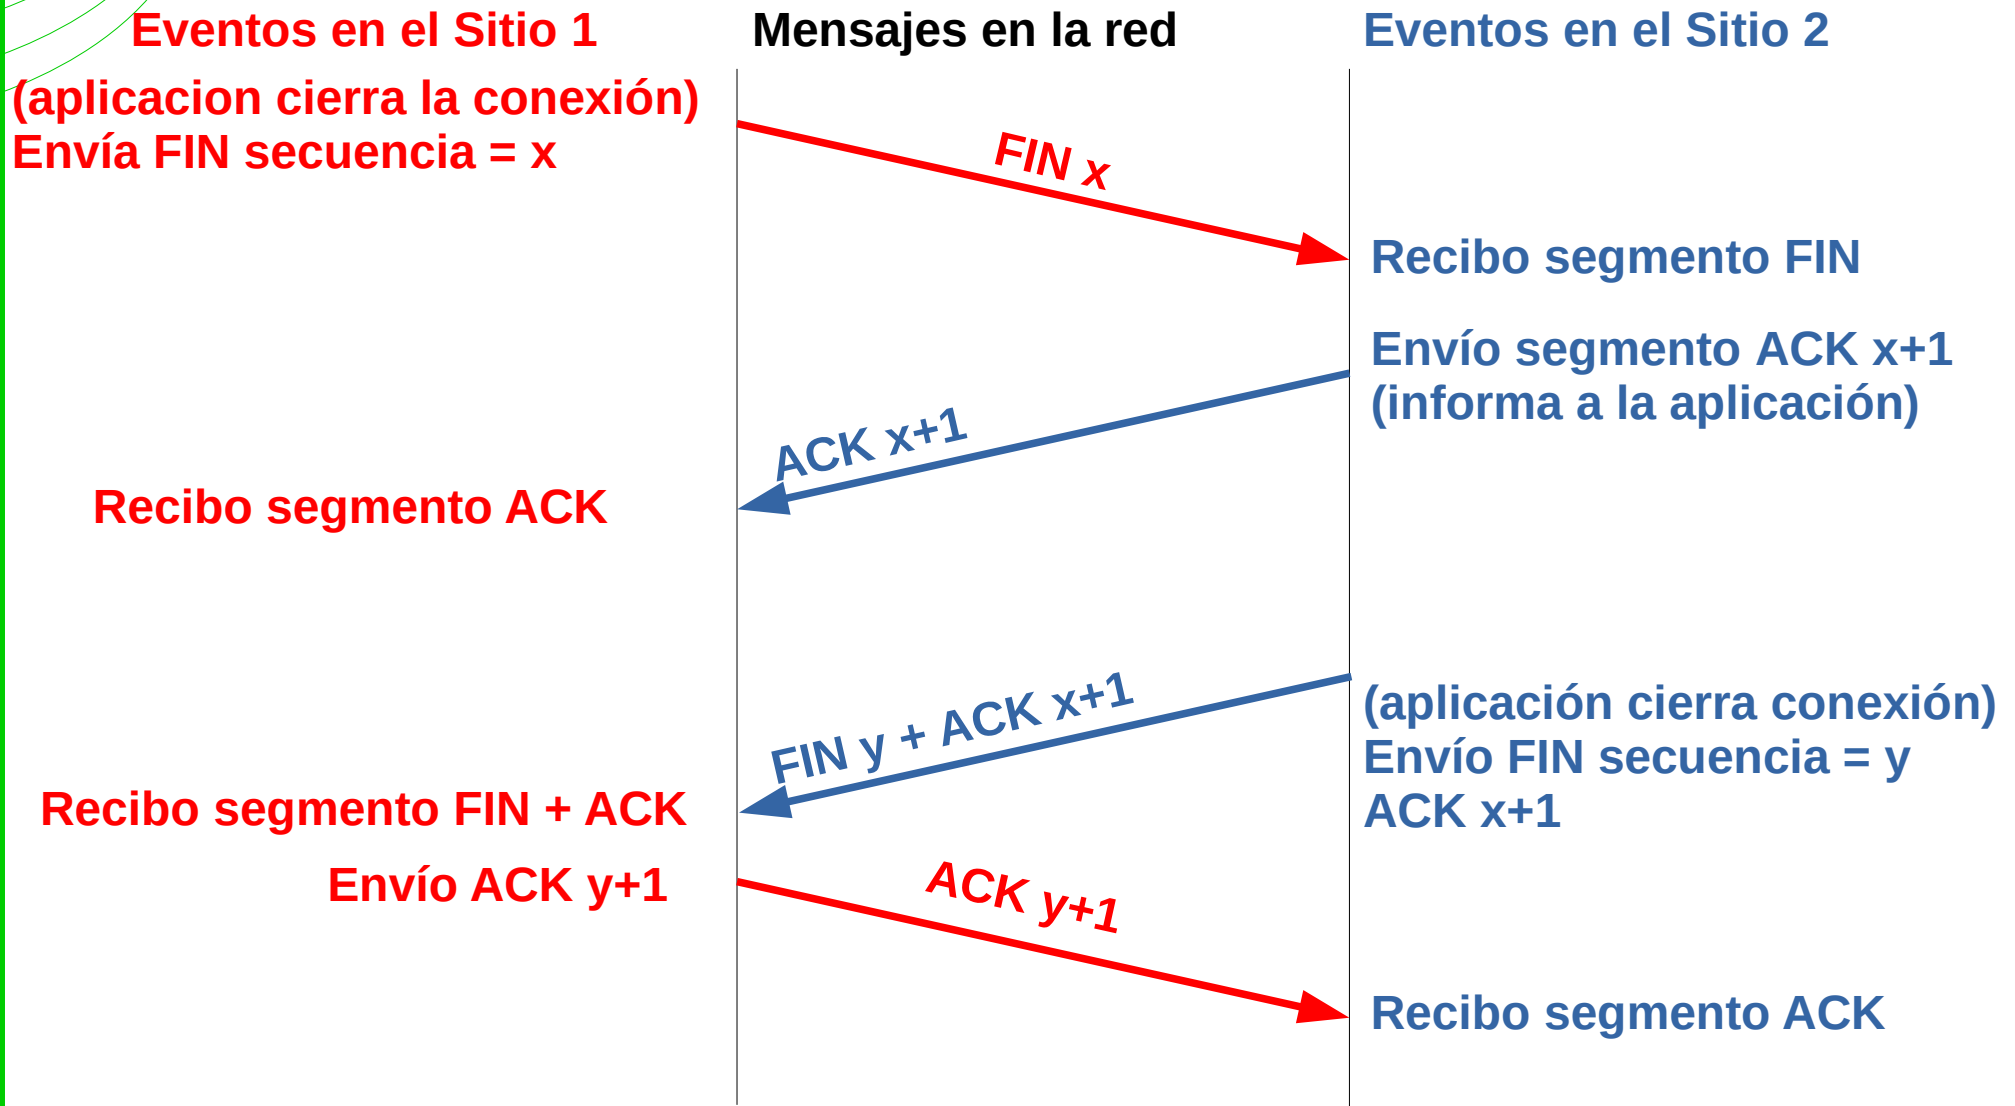 Eventos en el Sitio 1
Mensajes en la red
Eventos en el Sitio 2
(aplicacion cierra la conexión)
Envía FIN secuencia = x
FIN x
Recibo segmento FIN
Envío segmento ACK x+1
(informa a la aplicación)
ACK x+1
Recibo segmento ACK
(aplicación cierra conexión)
Envío FIN secuencia = y
ACK x+1
FIN y + ACK x+1
Recibo segmento FIN + ACK
Envío ACK y+1
ACK y+1
Recibo segmento ACK